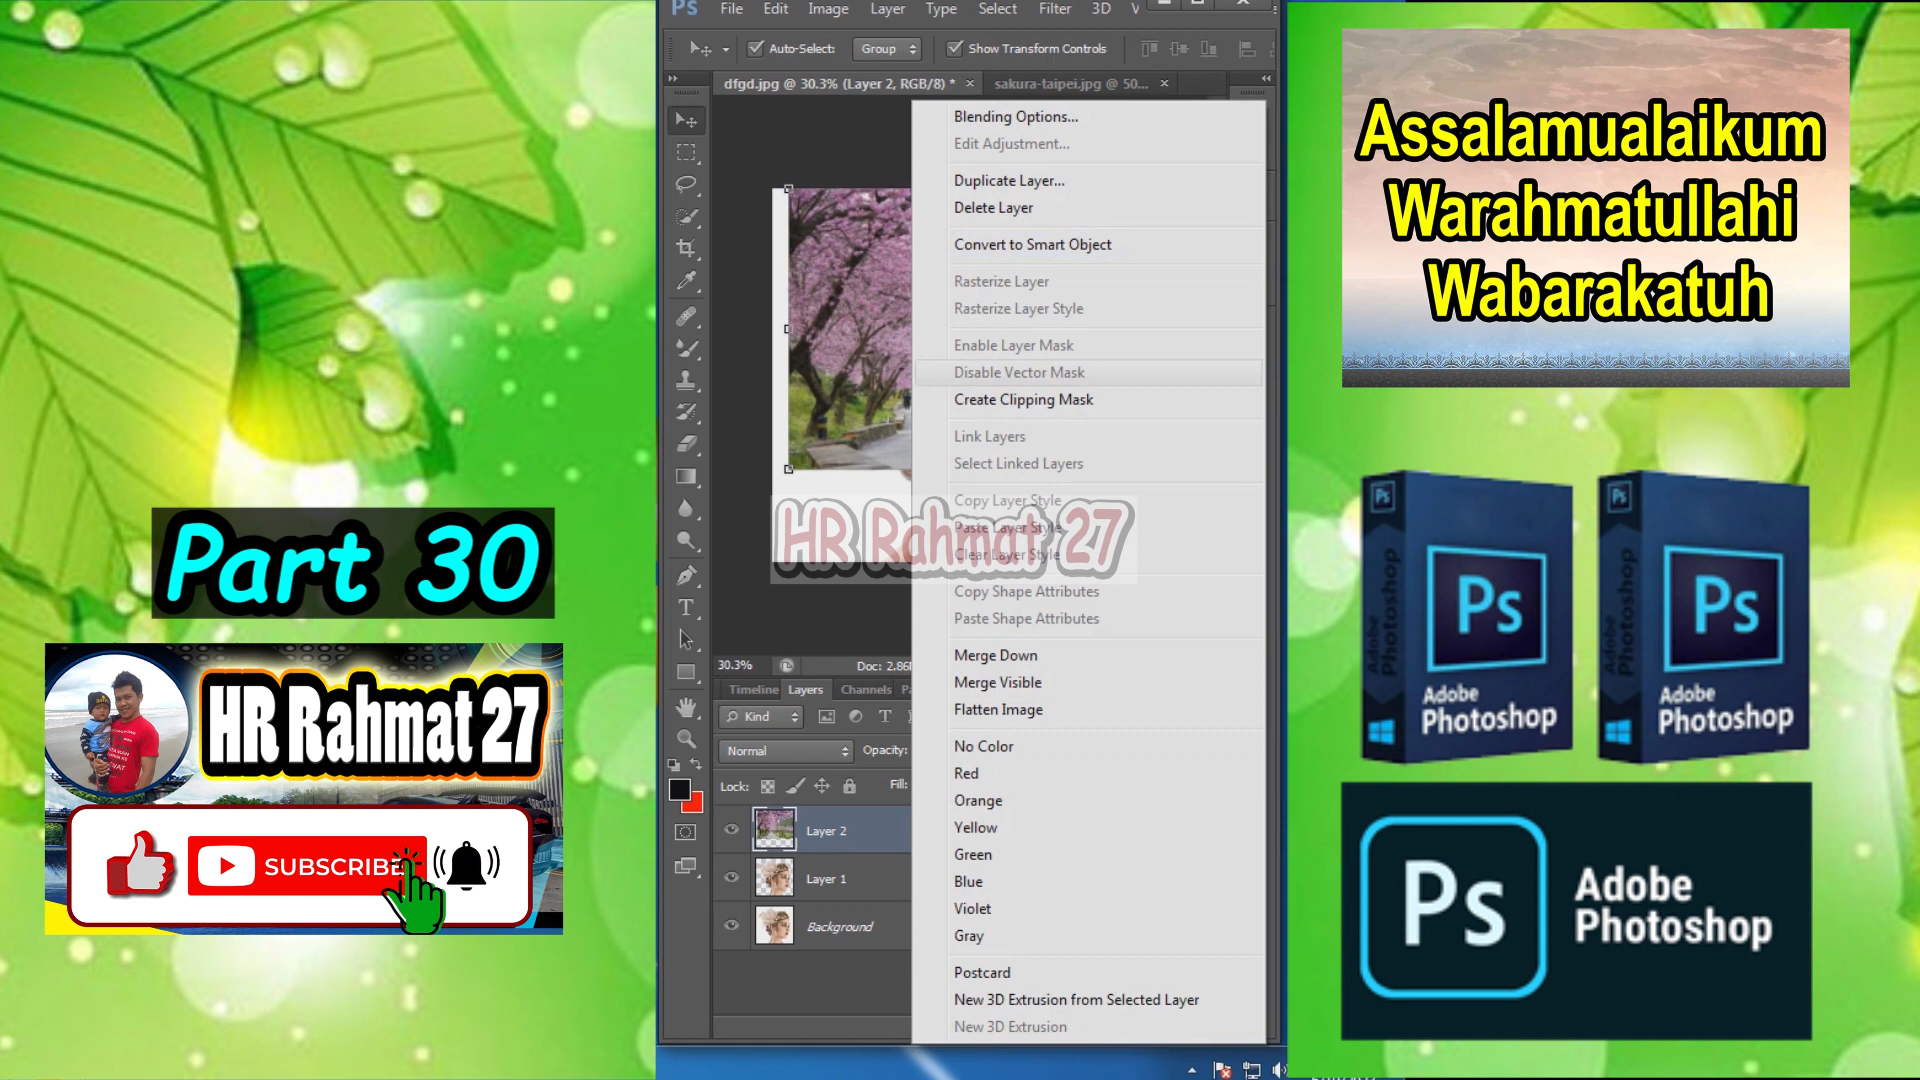 Part 30
HR Rahmat 27
SUBSCRIBE
Ps File Edit Image Layer Type Select Filter 3D
Auto-Select: Group Show Transform Controls
dfgd.jpg @ 30.3% (Layer 2, RGB/8) * × sakura-taipei.jpg @ 50... ×
Blending Options...
Edit Adjustment...
Duplicate Layer...
Delete Layer
Convert to Smart Object
Rasterize Layer
Rasterize Layer Style
Enable Layer Mask
Disable Vector Mask
Create Clipping Mask
Link Layers
Select Linked Layers
Copy Layer Style
Paste Layer Style
Clear Layer Style
HR Rahmat 27
Copy Shape Attributes
Paste Shape Attributes
Merge Down
Merge Visible
Flatten Image
No Color
Red
Orange
Yellow
Green
Blue
Violet
Gray
Postcard
New 3D Extrusion from Selected Layer
New 3D Extrusion
30.3% Doc: 2.86
Timeline Layers Channels
Kind
Normal Opacity:
Lock: Fill:
Layer 2
Layer 1
Background
Assalamualaikum
Warahmatullahi
Wabarakatuh
Ps
Adobe Photoshop
Ps
Adobe
Photoshop
Ps
Adobe Photoshop
Ps
Adobe
Photoshop
Ps
Adobe
Photoshop